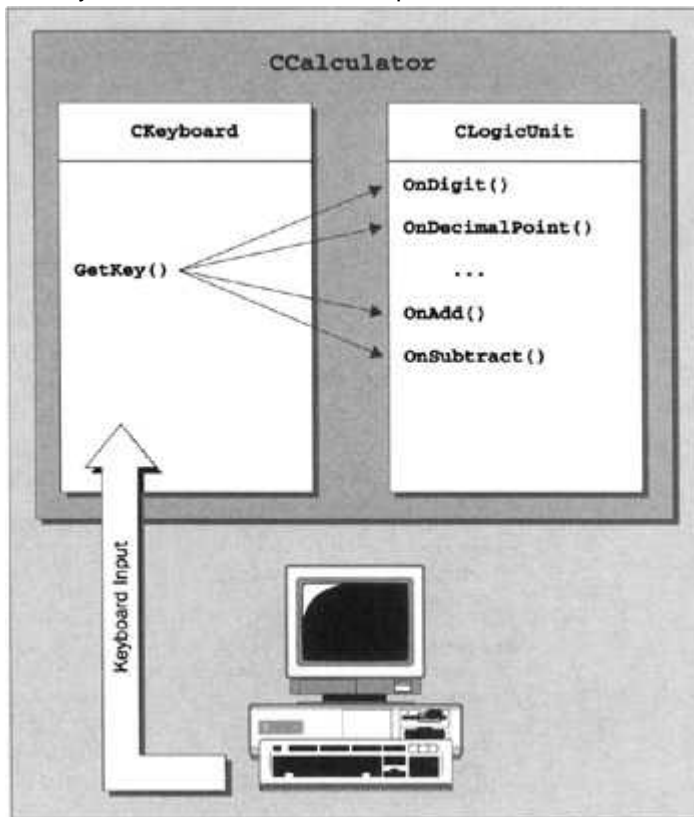 CCalculator
CKeyboard
CLogicUnit
OnDigit()
OnDecimalPoint()
GetKey()
...
OnAdd()
OnSubtract()
Keyboard Input